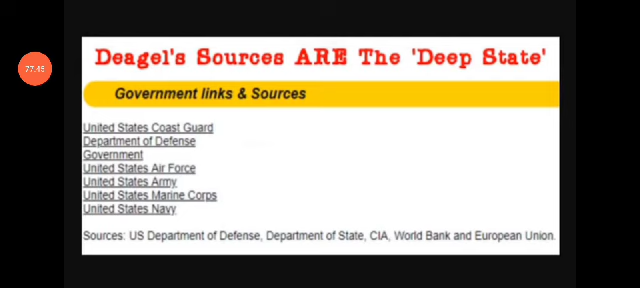 Deagel's Sources ARE The 'Deep State'
77:45
Government links & Sources
United States Coast Guard
Department of Defense
Government
United States Air Force
United States Army
United States Marine Corps
United States Navy
Sources: US Department of Defense, Department of State, CIA, World Bank and European Union.